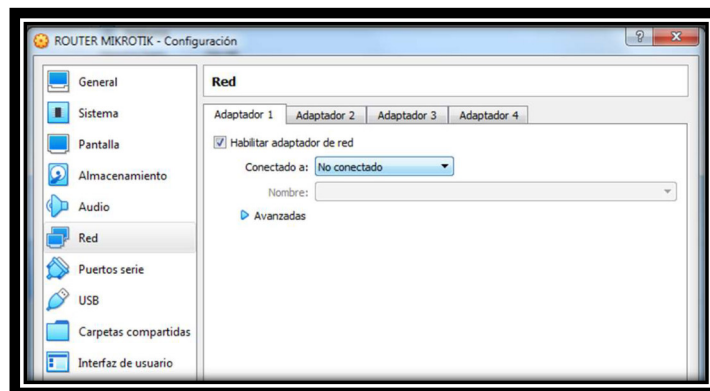 ROUTER MIKROTIK - Configuración
General
Sistema
Pantalla
Almacenamiento
Audio
Red
Puertos serie
USB
Carpetas compartidas
Interfaz de usuario
Red
Adaptador 1 Adaptador 2 Adaptador 3 Adaptador 4
Habilitar adaptador de red
Conectado a: No conectado
Nombre:
Avanzadas